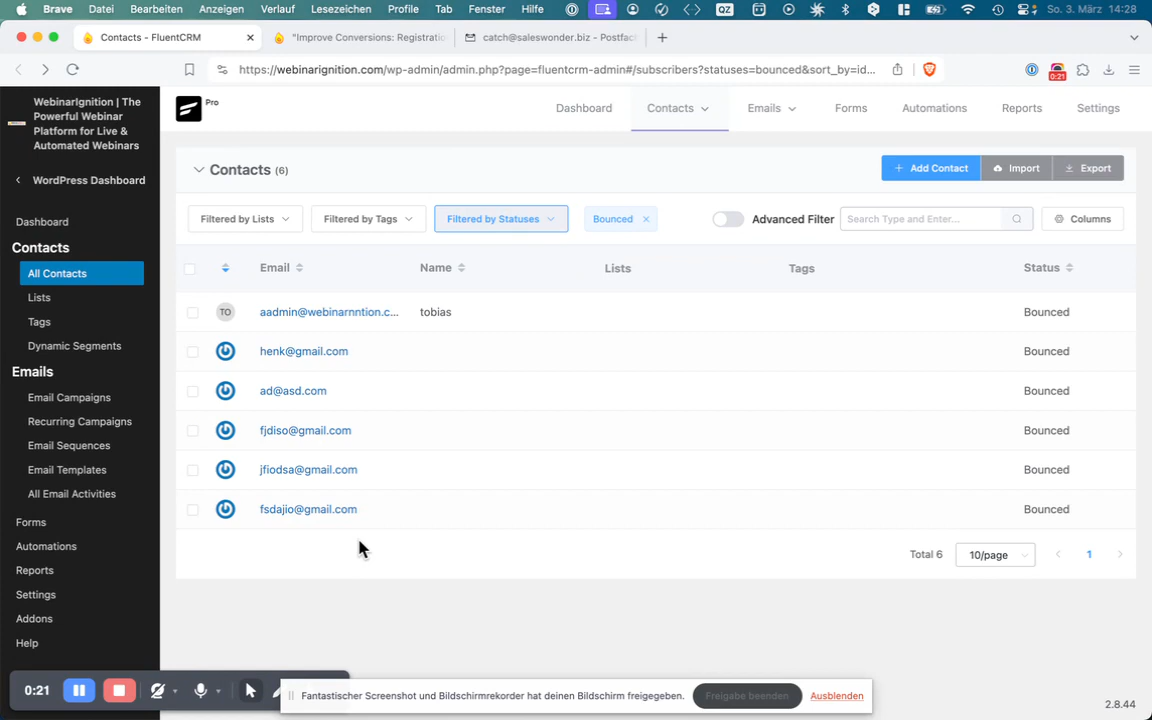 Brave Datei Bearbeiten Anzeigen Verlauf Lesezeichen Profile Tab Fenster Hilfe QZ So. 3. März 14:28
Contacts - FluentCRM "Improve Conversions: Registratio catch@saleswonder.biz - Postfac
https://webinarignition.com/wp-admin/admin.php?page=fluentcrm-admin#/subscribers?statuses=bounced&sort_by=id... 0:21
WebinarIgnition | The
Powerful Webinar
Platform for Live &
Automated Webinars
WordPress Dashboard
Dashboard
Contacts
All Contacts
Lists
Tags
Dynamic Segments
Emails
Email Campaigns
Recurring Campaigns
Email Sequences
Email Templates
All Email Activities
Forms
Automations
Reports
Settings
Addons
Help
Pro
Dashboard Contacts Emails Forms Automations Reports Settings
Contacts (6)
Add Contact Import Export
Filtered by Lists Filtered by Tags Filtered by Statuses Bounced Advanced Filter Search Type and Enter... Columns
Email Name Lists Tags Status
TO aadmin@webinarnntion.c... tobias Bounced
henk@gmail.com Bounced
ad@asd.com Bounced
fjdiso@gmail.com Bounced
jfiodsa@gmail.com Bounced
fsdajio@gmail.com Bounced
Total 6 10/page 1
0:21
Fantastischer Screenshot und Bildschirmrekorder hat deinen Bildschirm freigegeben. Freigabe beenden Ausblenden
2.8.44